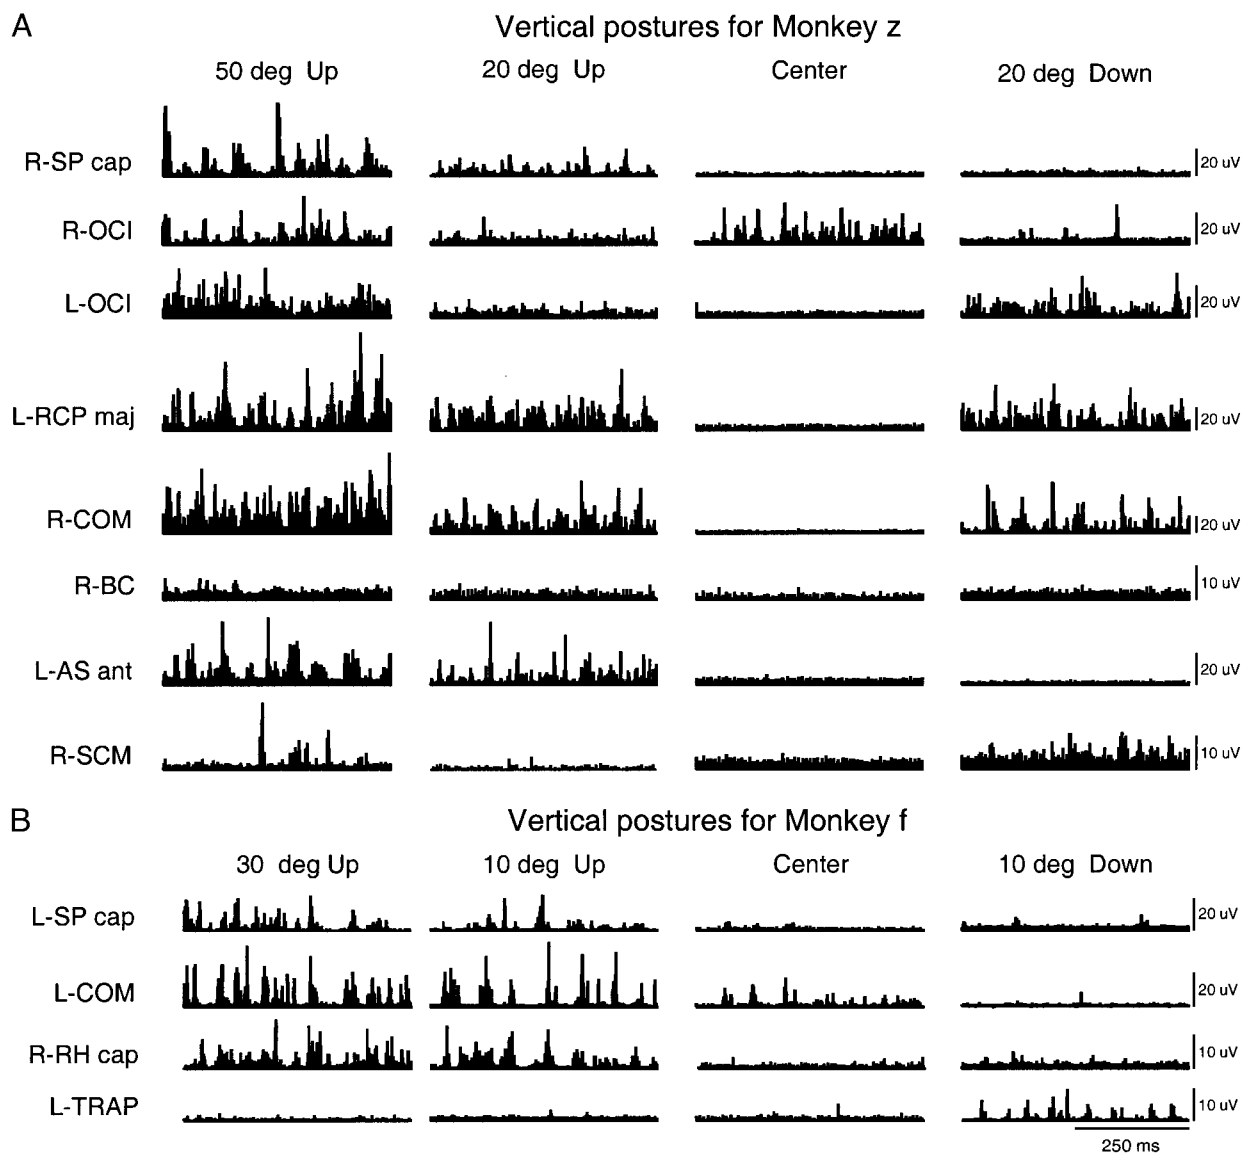 A
Vertical postures for Monkey z
50 deg Up
20 deg Up
Center
20 deg Down
R-SP cap
20 uV
R-OCI
20 uV
L-OCI
20 uV
L-RCP maj
20 uV
R-COM
20 uV
R-BC
10 uV
L-AS ant
20 uV
R-SCM
10 uV
B
Vertical postures for Monkey f
30 deg Up
10 deg Up
Center
10 deg Down
L-SP cap
20 uV
L-COM
20 uV
R-RH cap
10 uV
L-TRAP
10 uV
250 ms